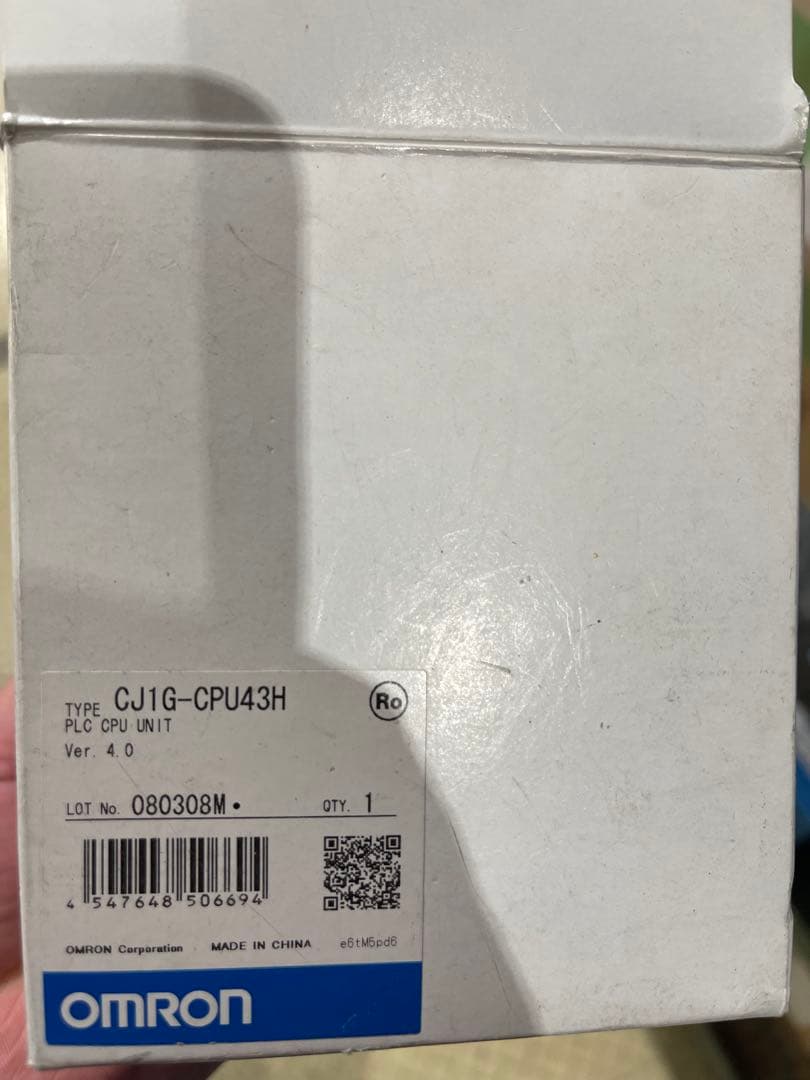 TYPE CJ1G-CPU43H Ro
PLC CPU UNIT
Ver. 4.0
LOT No. 080308M • QTY. 1
4 547648 506694
OMRON Corporation MADE IN CHINA e6tM5pd6
OMRON